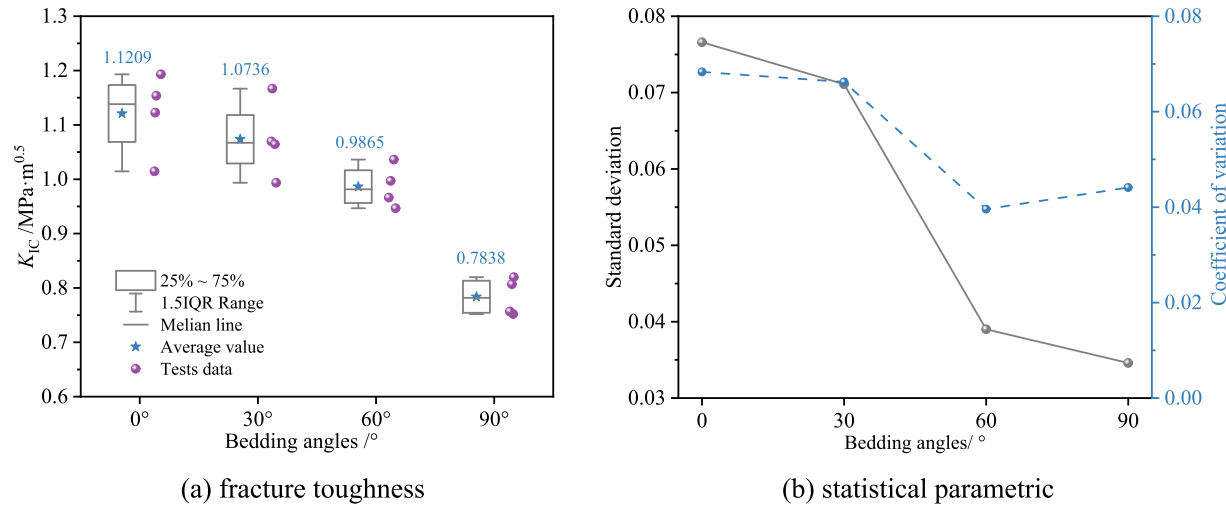 1.3
1.2
1.1
1.0
0.9
0.8
0.7
0.6
K_IC /MPa·m^0.5
1.1209
1.0736
0.9865
0.7838
25% ~ 75%
1.5IQR Range
Melian line
Average value
Tests data
0° 30° 60° 90°
Bedding angles /°
(a) fracture toughness
0.08
0.07
0.06
0.05
0.04
0.03
Standard deviation
0 30 60 90
Bedding angles/ °
0.08
0.06
0.04
0.02
0.00
Coefficient of variation
(b) statistical parametric